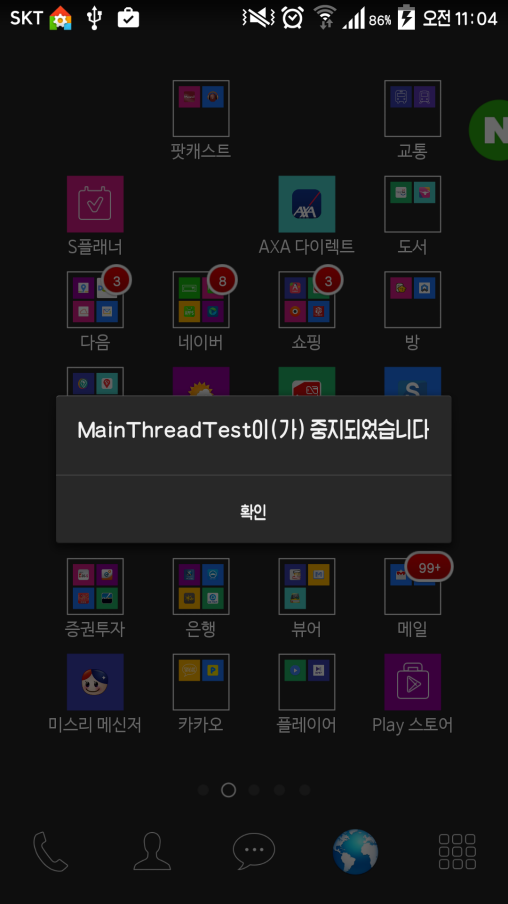 SKT 86% 오전 11:04
팟캐스트 교통
N
S플래너 AXA AXA 다이렉트 도서
3 8 3
다음 네이버 쇼핑 방
S
MainThreadTest이(가) 중지되었습니다
확인
99+
증권투자 은행 뷰어 메일
미스리 메신저 카카오 플레이어 Play 스토어